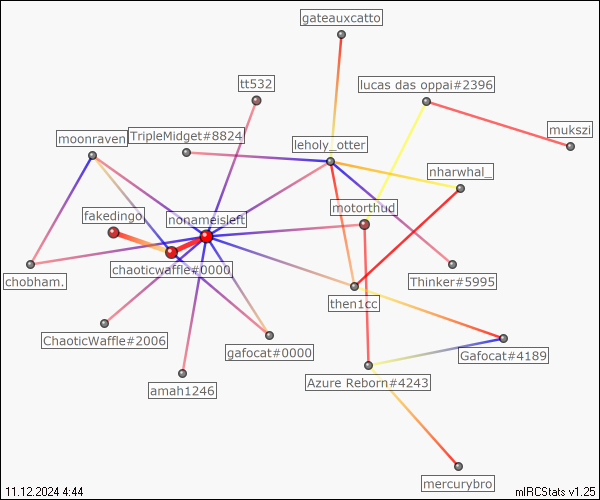 gateauxcatto
tt532
lucas das oppai#2396
mukszi
moonraven
TripleMidget#8824
leholy_otter
nharwhal_
fakedingo
nonameisleft
motorthud
chobham.
chaoticwaffle#0000
Thinker#5995
then1cc
ChaoticWaffle#2006
gafocat#0000
Gafocat#4189
amah1246
Azure Reborn#4243
mercurybro
11.12.2024 4:44
mIRCStats v1.25